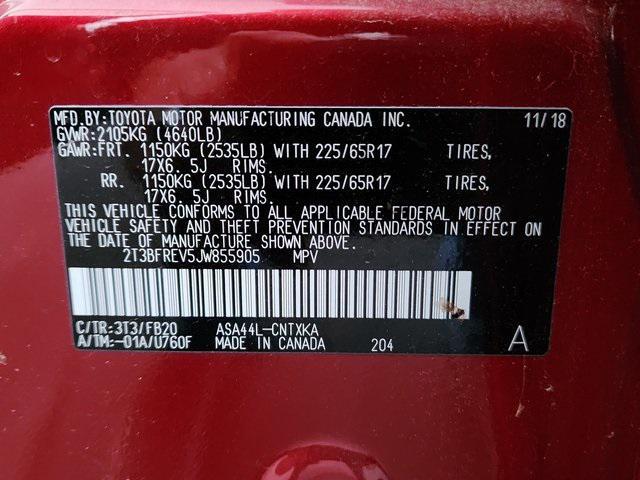 MFD.BY:TOYOTA MOTOR MANUFACTURING CANADA INC. 11/18
GVWR:2105KG (4640LB)
GAWR:FRT. 1150KG (2535LB) WITH 225/65R17 TIRES,
17X6. 5J RIMS.
RR. 1150KG (2535LB) WITH 225/65R17 TIRES,
17X6. 5J RIMS.
THIS VEHICLE CONFORMS TO ALL APPLICABLE FEDERAL MOTOR
VEHICLE SAFETY AND THEFT PREVENTION STANDARDS IN EFFECT ON
THE DATE OF MANUFACTURE SHOWN ABOVE.
2T3BFREV5JW855905 MPV
C/TR:3T3/FB20 ASA44L-CNTXKA
A/TM:-01A/U760F MADE IN CANADA 204 A